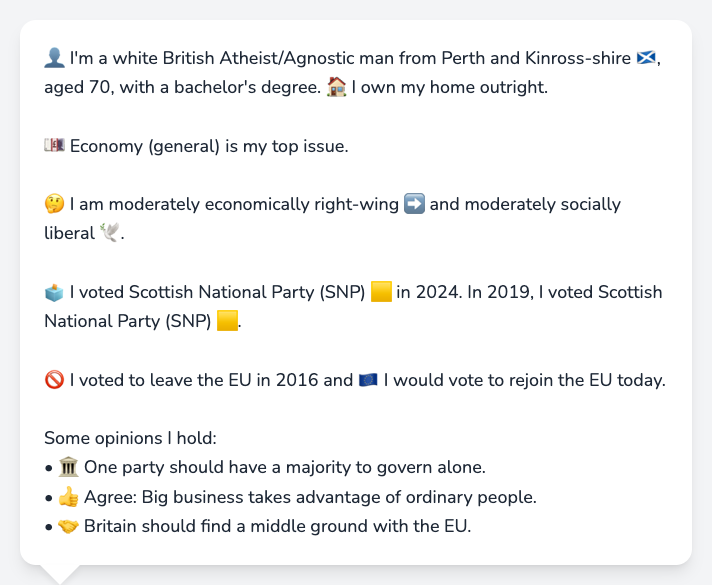 👤 I'm a white British Atheist/Agnostic man from Perth and Kinross-shire 🏴󠁧󠁢󠁳󠁣󠁴󠁿,
aged 70, with a bachelor's degree. 🏠 I own my home outright.
💷 Economy (general) is my top issue.
🤔 I am moderately economically right-wing ➡️ and moderately socially
liberal 🕊️.
🗳️ I voted Scottish National Party (SNP) 🟨 in 2024. In 2019, I voted Scottish
National Party (SNP) 🟨.
🚫 I voted to leave the EU in 2016 and 🇪🇺 I would vote to rejoin the EU today.
Some opinions I hold:
• 🏛️ One party should have a majority to govern alone.
• 👍 Agree: Big business takes advantage of ordinary people.
• 🤝 Britain should find a middle ground with the EU.